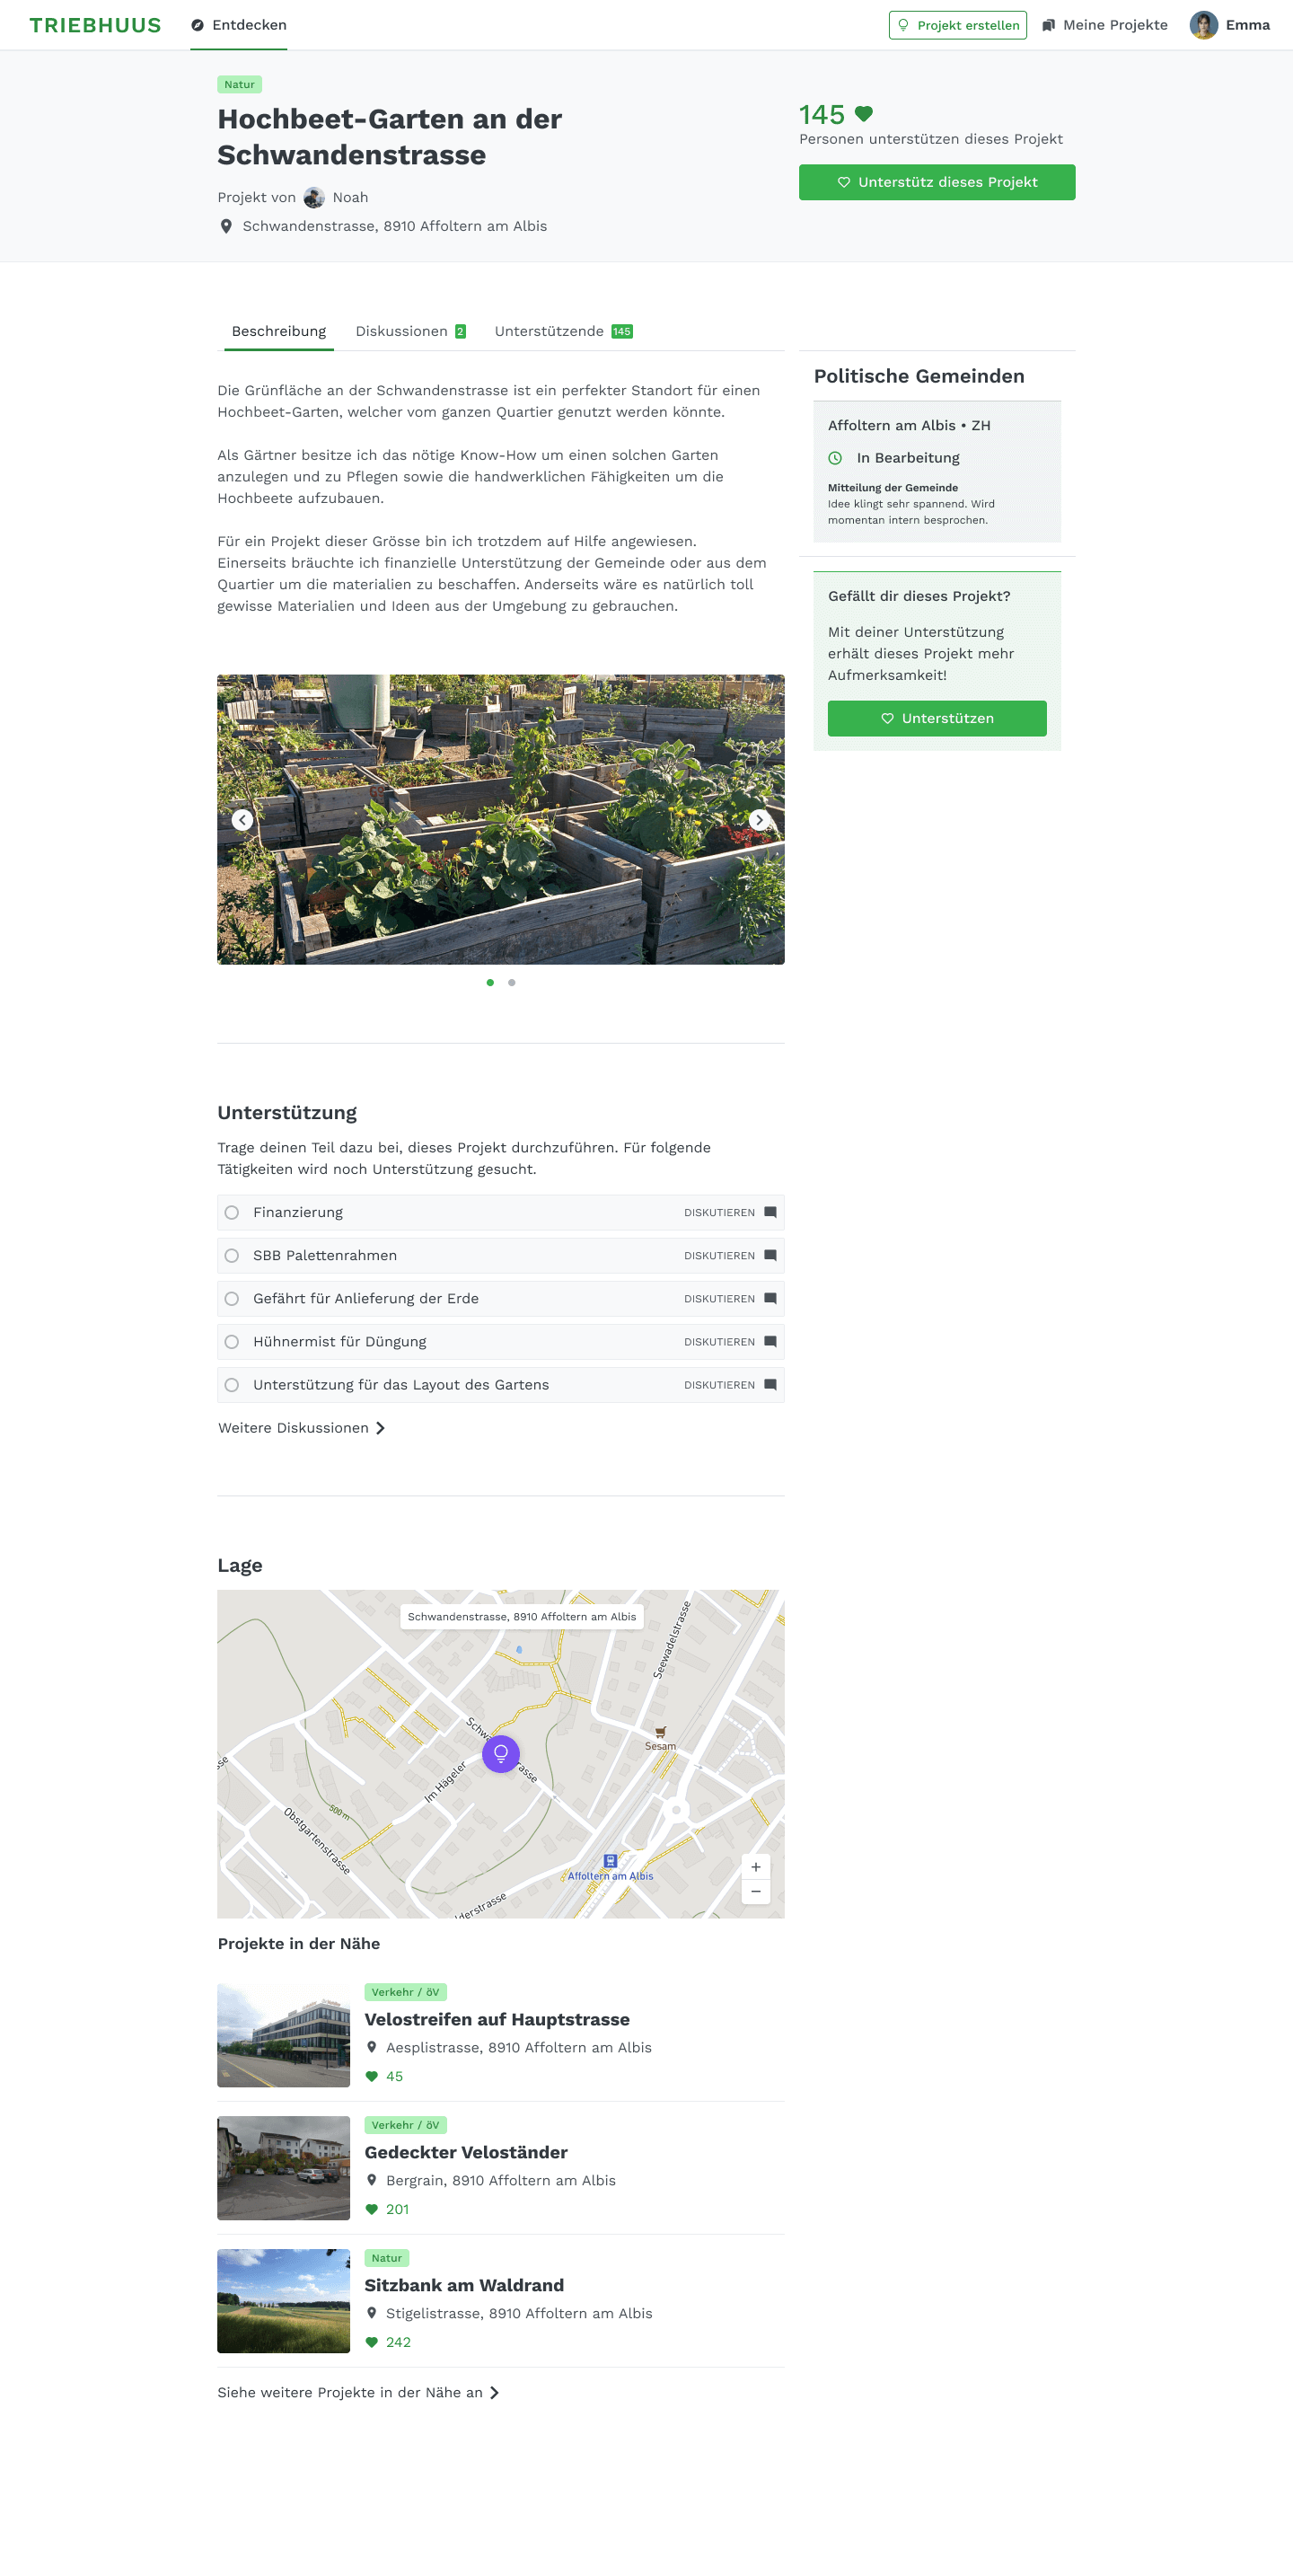 TRIEBHUUS
Entdecken
Projekt erstellen
Meine Projekte
Emma
Natur
Hochbeet-Garten an der
Schwandenstrasse
Projekt von Noah
Schwandenstrasse, 8910 Affoltern am Albis
145
Personen unterstützen dieses Projekt
Unterstütz dieses Projekt
Beschreibung
Diskussionen 2
Unterstützende 145
Die Grünfläche an der Schwandenstrasse ist ein perfekter Standort für einen
Hochbeet-Garten, welcher vom ganzen Quartier genutzt werden könnte.
Als Gärtner besitze ich das nötige Know-How um einen solchen Garten
anzulegen und zu Pflegen sowie die handwerklichen Fähigkeiten um die
Hochbeete aufzubauen.
Für ein Projekt dieser Grösse bin ich trotzdem auf Hilfe angewiesen.
Einerseits bräuchte ich finanzielle Unterstützung der Gemeinde oder aus dem
Quartier um die materialien zu beschaffen. Anderseits wäre es natürlich toll
gewisse Materialien und Ideen aus der Umgebung zu gebrauchen.
Politische Gemeinden
Affoltern am Albis • ZH
In Bearbeitung
Mitteilung der Gemeinde
Idee klingt sehr spannend. Wird
momentan intern besprochen.
Gefällt dir dieses Projekt?
Mit deiner Unterstützung
erhält dieses Projekt mehr
Aufmerksamkeit!
Unterstützen
Unterstützung
Trage deinen Teil dazu bei, dieses Projekt durchzuführen. Für folgende
Tätigkeiten wird noch Unterstützung gesucht.
Finanzierung DISKUTIEREN
SBB Palettenrahmen DISKUTIEREN
Gefährt für Anlieferung der Erde DISKUTIEREN
Hühnermist für Düngung DISKUTIEREN
Unterstützung für das Layout des Gartens DISKUTIEREN
Weitere Diskussionen
Lage
Schwandenstrasse, 8910 Affoltern am Albis
Seewadelstrasse
Sesam
Im Hägeler
500 m
Obstgartenstrasse
Affoltern am Albis
+
−
Projekte in der Nähe
Verkehr / öV
Velostreifen auf Hauptstrasse
Aesplistrasse, 8910 Affoltern am Albis
45
Verkehr / öV
Gedeckter Veloständer
Bergrain, 8910 Affoltern am Albis
201
Natur
Sitzbank am Waldrand
Stigelistrasse, 8910 Affoltern am Albis
242
Siehe weitere Projekte in der Nähe an